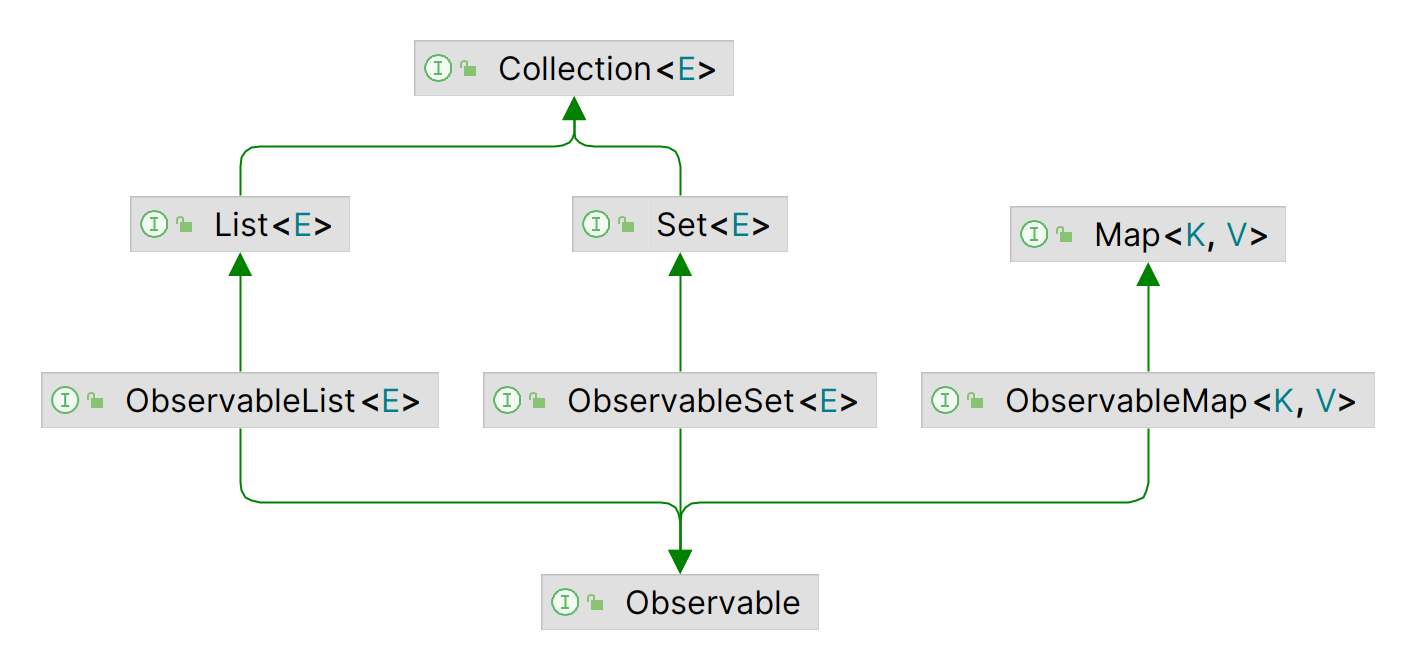 I Collection<E>
I List<E>
I Set<E>
I Map<K, V>
I ObservableList<E>
I ObservableSet<E>
I ObservableMap<K, V>
I Observable